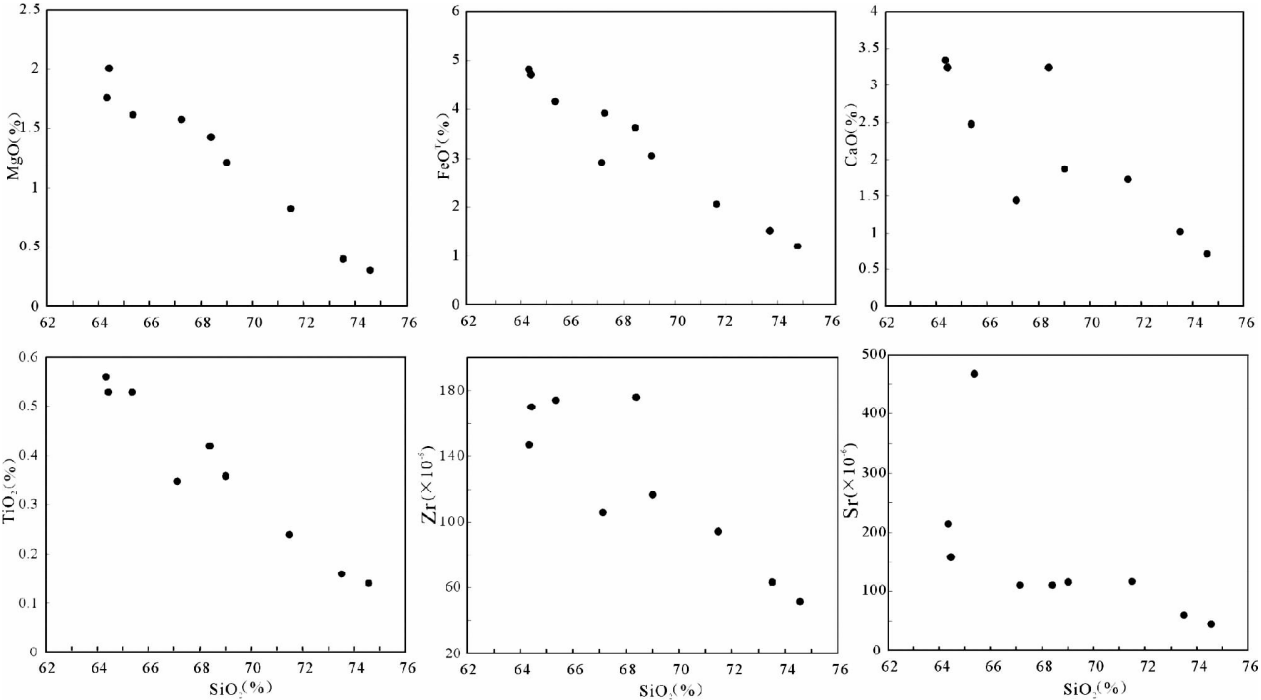 2.5
2
1.5
1
0.5
0
MgO(%)
62 64 66 68 70 72 74 76
6
5
4
3
2
1
0
FeOᵀ(%)
62 64 66 68 70 72 74 76
4
3.5
3
2.5
2
1.5
1
0.5
0
CaO(%)
62 64 66 68 70 72 74 76
0.6
0.5
0.4
0.3
0.2
0.1
0
TiO₂(%)
62 64 66 68 70 72 74 76
SiO₂(%)
180
140
100
60
20
Zr(×10⁻⁶)
62 64 66 68 70 72 74 76
SiO₂(%)
500
400
300
200
100
0
Sr(×10⁻⁶)
62 64 66 68 70 72 74 76
SiO₂(%)